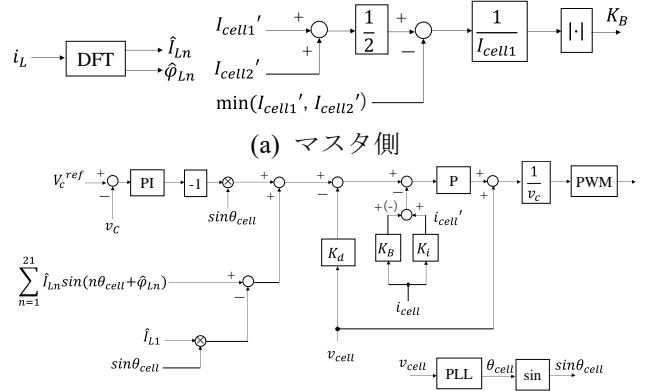 i_L
DFT
Î_Ln
φ̂_Ln
I_cell1′
+
+
I_cell2′
1/2
+
−
min(I_cell1′, I_cell2′)
1/I_cell1
|·|
K_B
(a) マスタ側
V_c^ref
+
−
v_C
PI
-1
⊗
sinθ_cell
+
+
+
−
+
−
P
+
+
1/v_c
PWM
+(-)
+
i_cell′
K_d
K_B
K_i
i_cell
v_cell
∑_{n=1}^{21} Î_Ln sin(nθ_cell+φ̂_Ln)
+
−
Î_L1
⊗
sinθ_cell
v_cell
PLL
θ_cell
sin
sinθ_cell